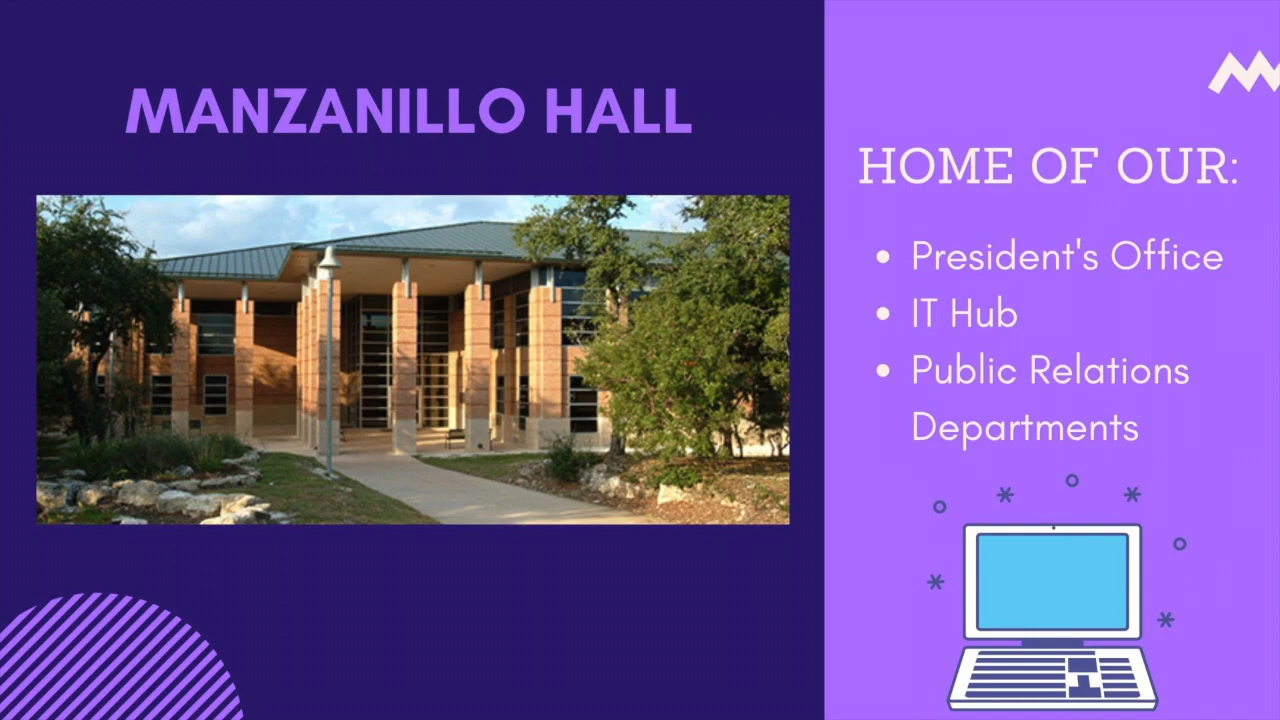 MANZANILLO HALL
HOME OF OUR:
President's Office
IT Hub
Public Relations
Departments